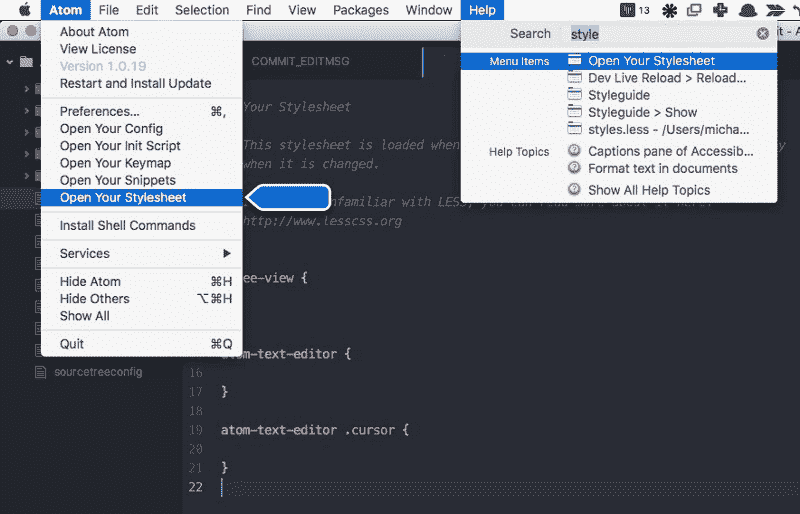 Atom File Edit Selection Find View Packages Window Help 13
About Atom
View License
Version 1.0.19
Restart and Install Update
Preferences... ⌘,
Open Your Config
Open Your Init Script
Open Your Keymap
Open Your Snippets
Open Your Stylesheet
Install Shell Commands
Services ▶
Hide Atom ⌘H
Hide Others ⌥⌘H
Show All
Quit ⌘Q
Search style
Menu Items Open Your Stylesheet
Dev Live Reload > Reload...
Styleguide
Styleguide > Show
styles.less - /Users/micha...
Help Topics Captions pane of Accessib...
Format text in documents
Show All Help Topics
COMMIT_EDITMSG
Your Stylesheet
This stylesheet is loaded when
when it is changed.
with LESS, you can read more about it here:
http://www.lesscss.org
ee-view {
atom-text-editor {
16
17 }
18
19 atom-text-editor .cursor {
20
21 }
22
sourcetreeconfig